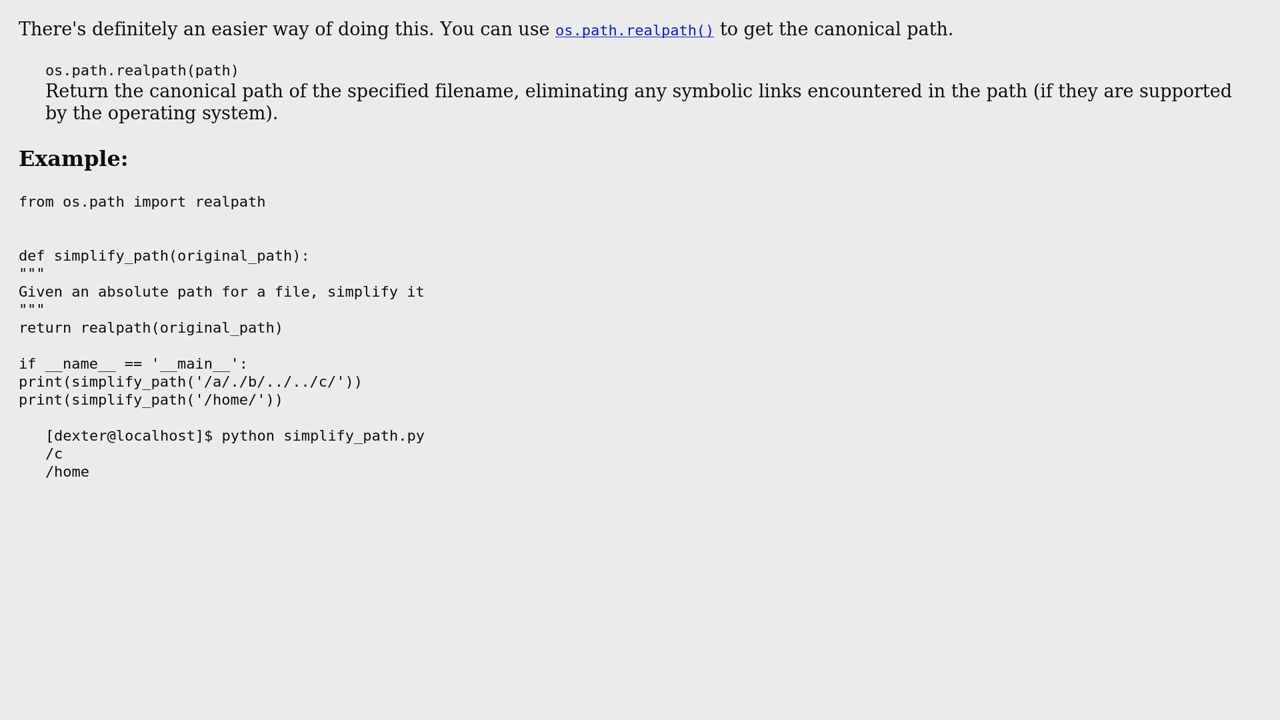 There's definitely an easier way of doing this. You can use os.path.realpath() to get the canonical path.
os.path.realpath(path)
Return the canonical path of the specified filename, eliminating any symbolic links encountered in the path (if they are supported
by the operating system).
Example:
from os.path import realpath
def simplify_path(original_path):
"""
Given an absolute path for a file, simplify it
"""
return realpath(original_path)
if __name__ == '__main__':
print(simplify_path('/a/./b/../../c/'))
print(simplify_path('/home/'))
[dexter@localhost]$ python simplify_path.py
/c
/home